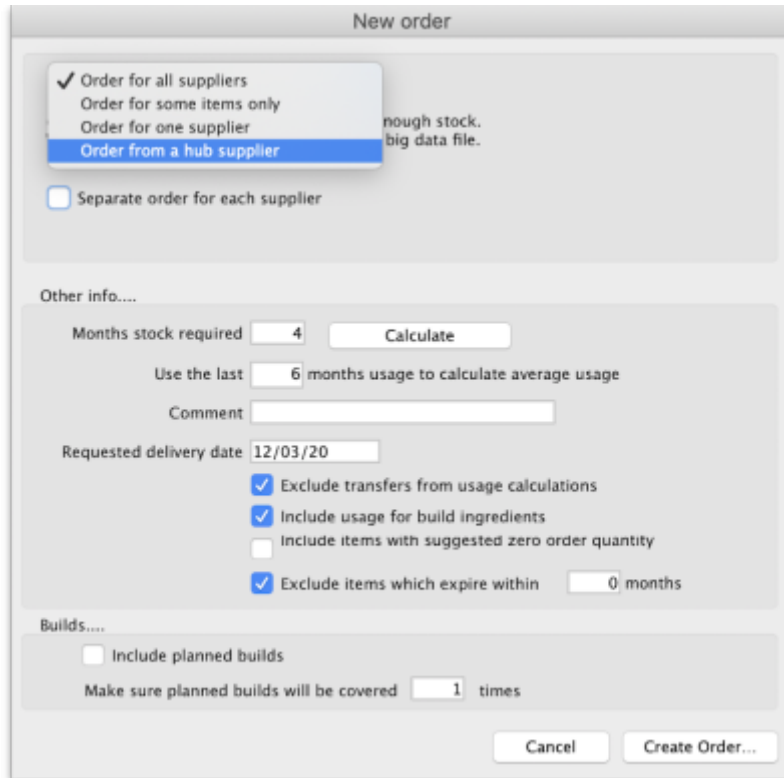 New order
Order for all suppliers
Order for some items only
Order for one supplier
nough stock.
Order from a hub supplier
big data file.
Separate order for each supplier
Other info....
Months stock required 4 Calculate
Use the last 6 months usage to calculate average usage
Comment
Requested delivery date 12/03/20
Exclude transfers from usage calculations
Include usage for build ingredients
Include items with suggested zero order quantity
Exclude items which expire within 0 months
Builds....
Include planned builds
Make sure planned builds will be covered 1 times
Cancel Create Order...